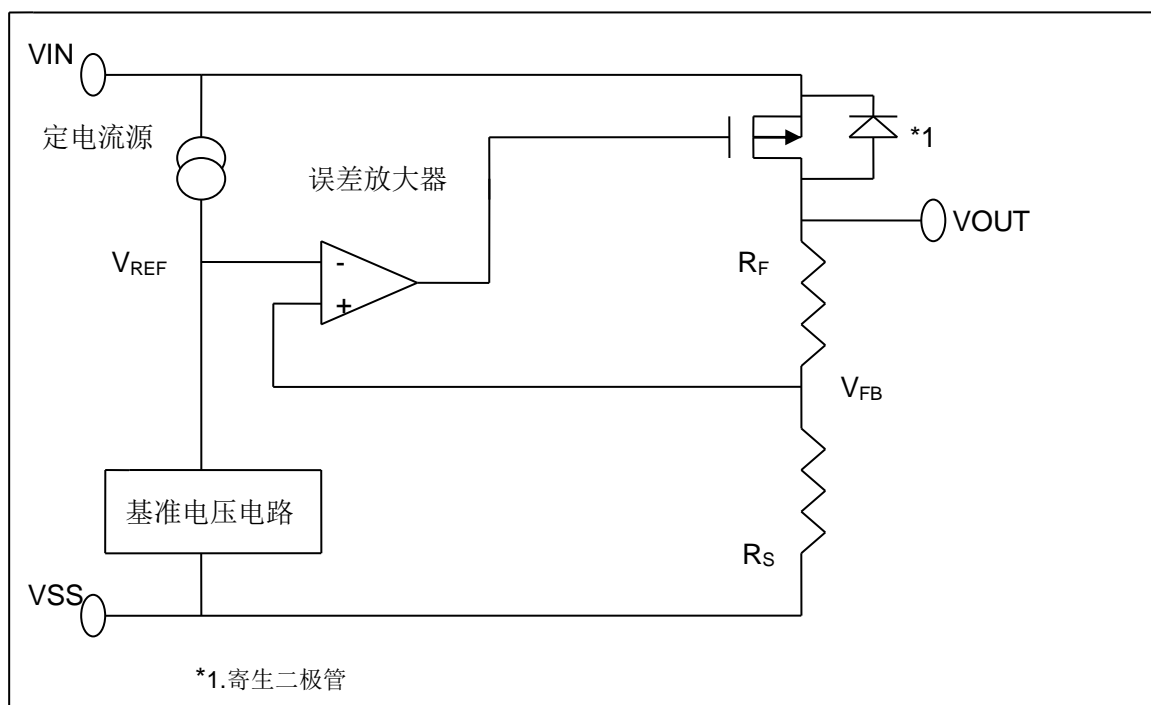 VIN
定电流源
*1
误差放大器
VOUT
VREF
-
RF
+
VFB
基准电压电路
RS
VSS
*1.寄生二极管